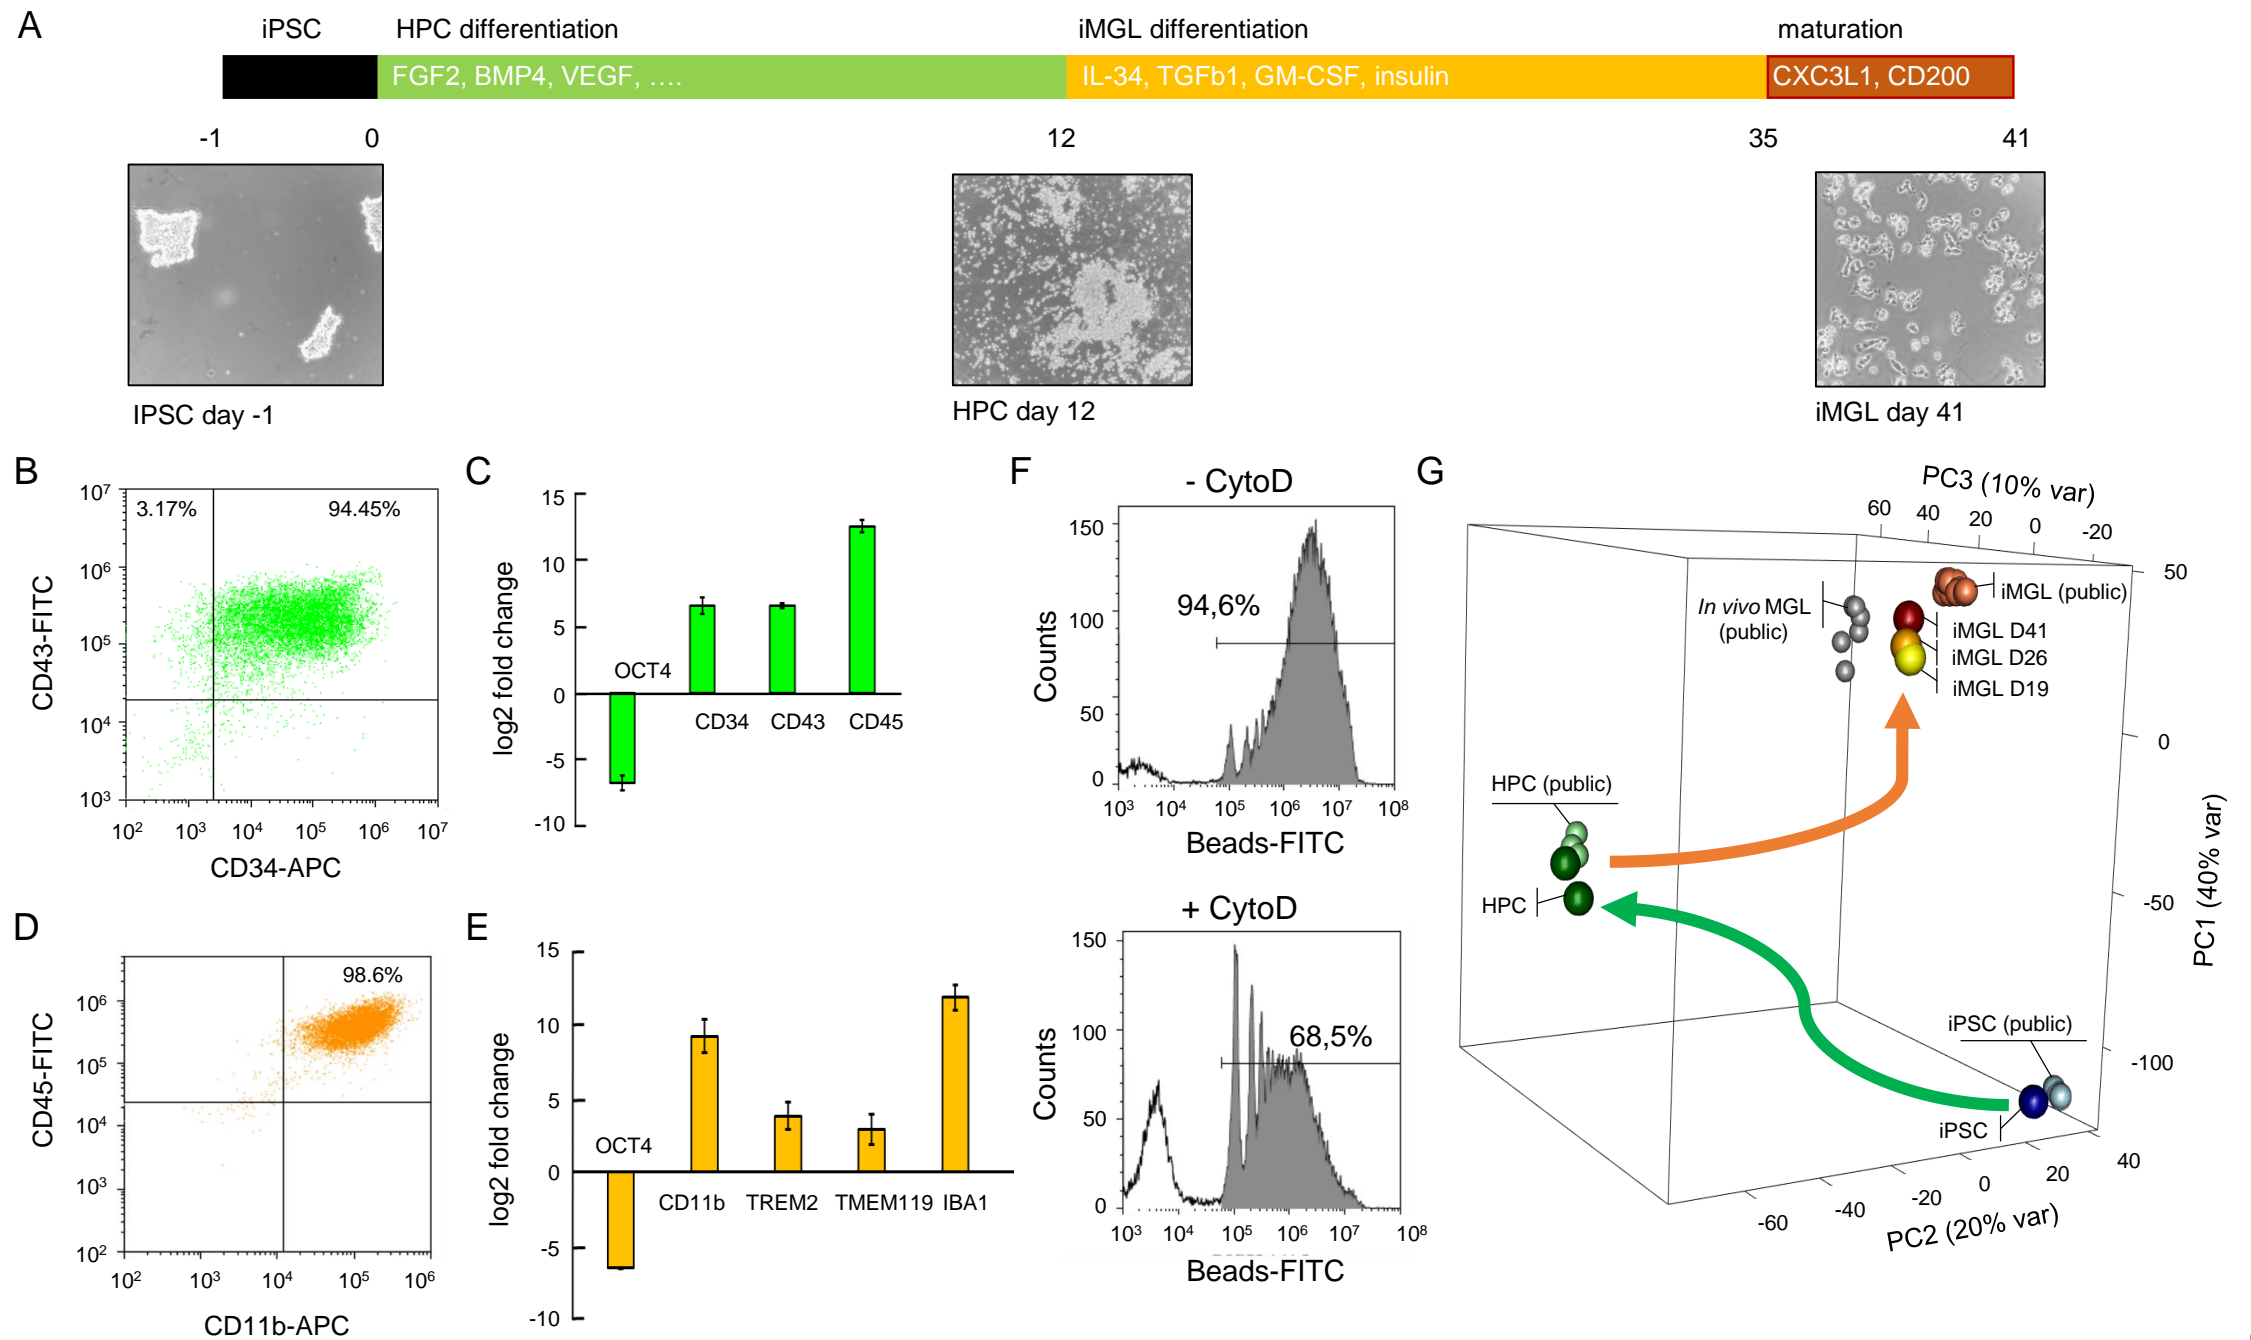 A
iPSC
HPC differentiation
iMGL differentiation
maturation
FGF2, BMP4, VEGF, ....
IL-34, TGFb1, GM-CSF, insulin
CXC3L1, CD200
-1
0
12
35
41
IPSC day -1
HPC day 12
iMGL day 41
B
10⁷
10⁶
10⁵
10⁴
10³
3.17%
94.45%
CD43-FITC
10² 10³ 10⁴ 10⁵ 10⁶ 10⁷
CD34-APC
C
15
10
5
0
-5
-10
log2 fold change
OCT4
CD34
CD43
CD45
D
98.6%
10⁶
10⁵
10⁴
10³
10²
CD45-FITC
10² 10³ 10⁴ 10⁵ 10⁶
CD11b-APC
E
15
10
5
0
-5
-10
log2 fold change
OCT4
CD11b
TREM2
TMEM119
IBA1
F
- CytoD
150
100
50
0
Counts
94,6%
10³ 10⁴ 10⁵ 10⁶ 10⁷ 10⁸
Beads-FITC
+ CytoD
150
100
50
0
Counts
68,5%
10³ 10⁴ 10⁵ 10⁶ 10⁷ 10⁸
Beads-FITC
G
PC3 (10% var)
60 40 20 0 -20
50
0
-50
-100
PC1 (40% var)
In vivo MGL
(public)
iMGL (public)
iMGL D41
iMGL D26
iMGL D19
HPC (public)
HPC
iPSC (public)
iPSC
-60 -40 -20 0 20 40
PC2 (20% var)